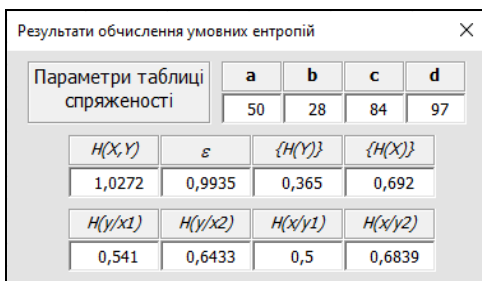 Результати обчислення умовних ентропій
Параметри таблиці спряженості
a b c d
50 28 84 97
H(X,Y) ε {H(Y)} {H(X)}
1,0272 0,9935 0,365 0,692
H(y/x1) H(y/x2) H(x/y1) H(x/y2)
0,541 0,6433 0,5 0,6839